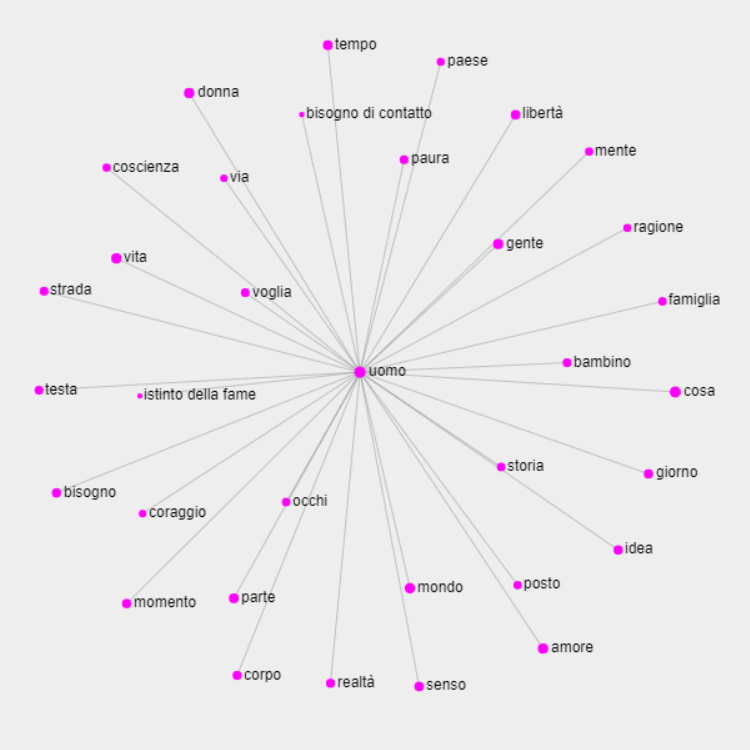 tempo
paese
donna
bisogno di contatto
libertà
mente
paura
coscienza
via
ragione
gente
vita
strada
voglia
famiglia
bambino
uomo
testa
istinto della fame
cosa
storia
giorno
bisogno
occhi
coraggio
idea
posto
mondo
parte
momento
amore
corpo
realtà
senso